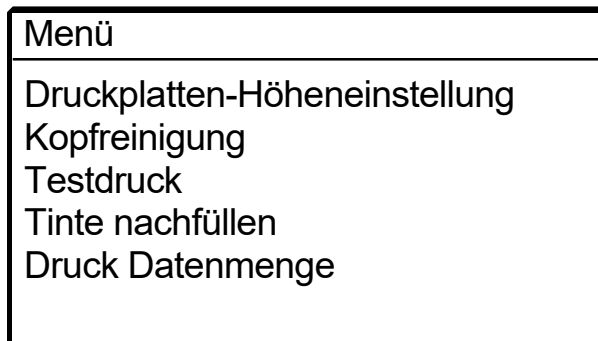 Menü
Druckplatten-Höheneinstellung
Kopfreinigung
Testdruck
Tinte nachfüllen
Druck Datenmenge